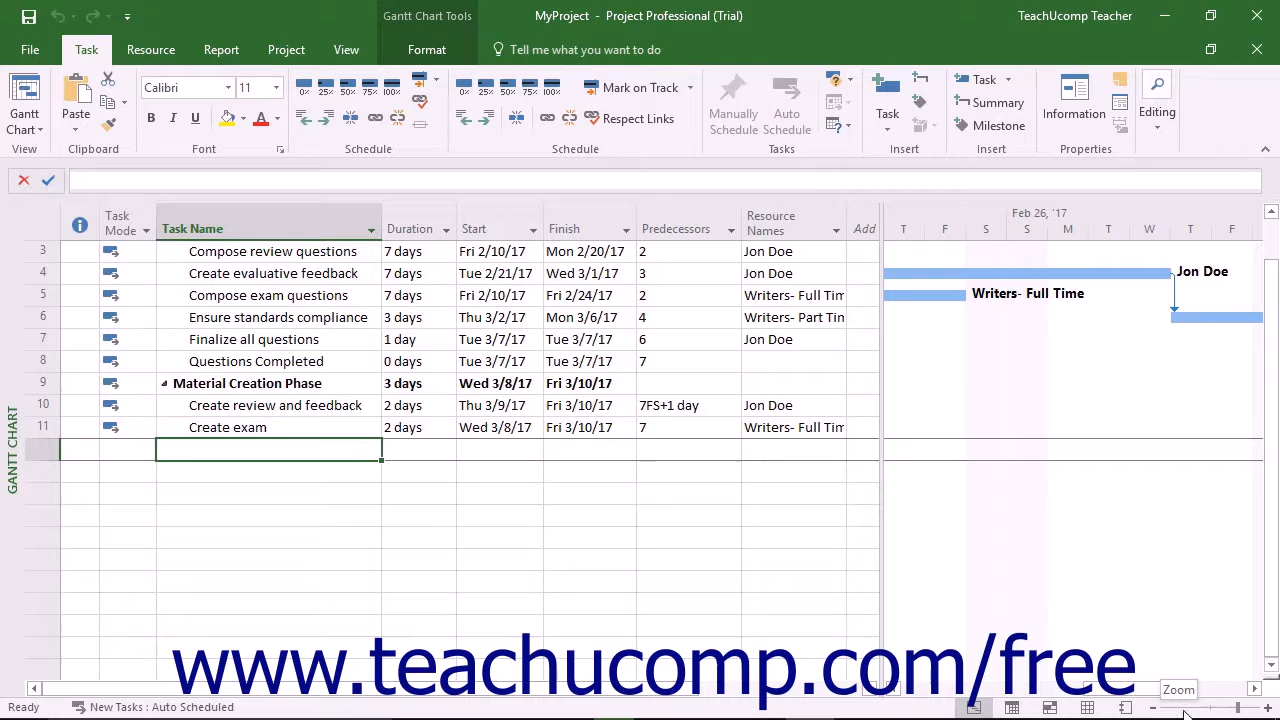 Gantt Chart Tools
MyProject - Project Professional (Trial)
TeachUcomp Teacher
File Task Resource Report Project View Format Tell me what you want to do
Gantt Chart
View
Paste
Clipboard
Calibri 11
B I U A
Font
0% 25% 50% 75% 100%
Schedule
0% 25% 50% 75% 100% Mark on Track
Respect Links
Schedule
Manually Schedule
Auto Schedule
Tasks
Task
Insert
Task
Summary
Milestone
Insert
Information
Properties
Editing
Task Mode Task Name Duration Start Finish Predecessors Resource Names Add
Feb 26, '17
T F S S M T W T F
3 Compose review questions 7 days Fri 2/10/17 Mon 2/20/17 2 Jon Doe
4 Create evaluative feedback 7 days Tue 2/21/17 Wed 3/1/17 3 Jon Doe
Jon Doe
5 Compose exam questions 7 days Fri 2/10/17 Fri 2/24/17 2 Writers- Full Tim
Writers- Full Time
6 Ensure standards compliance 3 days Thu 3/2/17 Mon 3/6/17 4 Writers- Part Tin
7 Finalize all questions 1 day Tue 3/7/17 Tue 3/7/17 6 Jon Doe
8 Questions Completed 0 days Tue 3/7/17 Tue 3/7/17 7
9 Material Creation Phase 3 days Wed 3/8/17 Fri 3/10/17
10 Create review and feedback 2 days Thu 3/9/17 Fri 3/10/17 7FS+1 day Jon Doe
11 Create exam 2 days Wed 3/8/17 Fri 3/10/17 7 Writers- Full Tim
GANTT CHART
www.teachucomp.com/free
Zoom
Ready New Tasks : Auto Scheduled